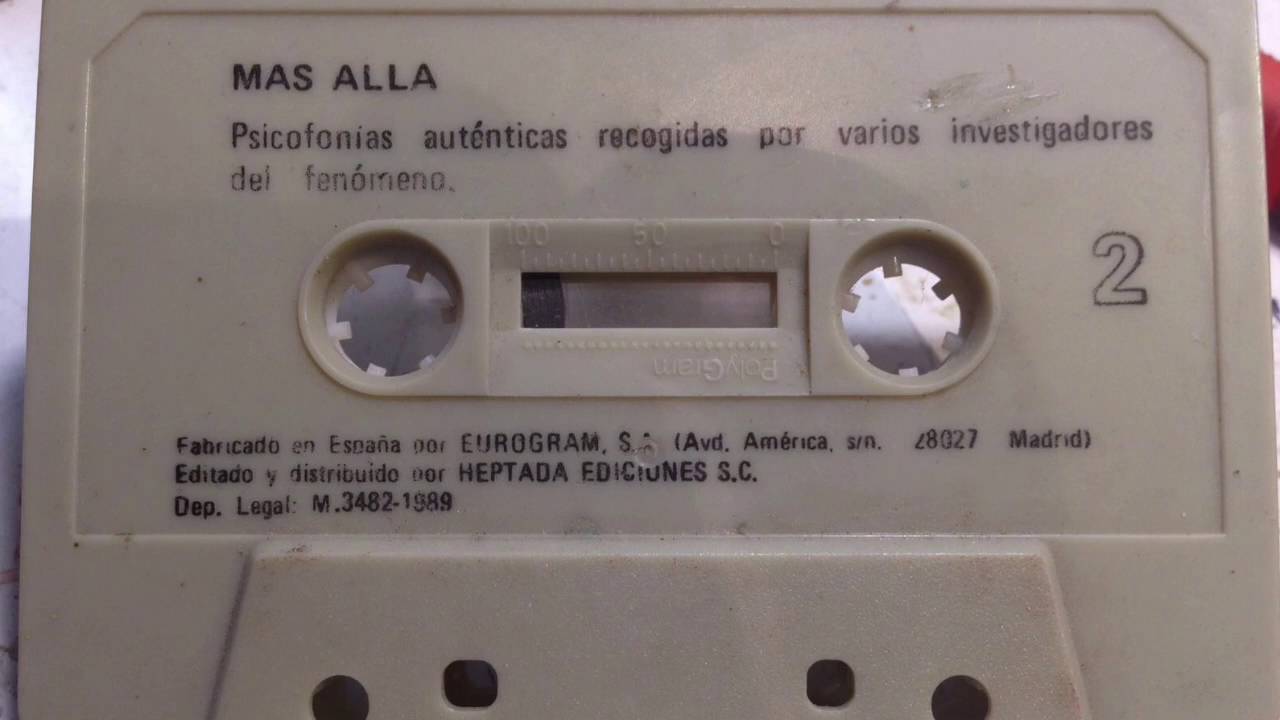 MAS ALLA
Psicofonías auténticas recogidas por varios investigadores
del fenómeno.
100 50 0
2
PolyGram
Fabricado en España por EUROGRAM, S.A. (Avd. América, s/n. 28027 Madrid)
Editado y distribuido por HEPTADA EDICIONES S.C.
Dep. Legal: M.3482-1989